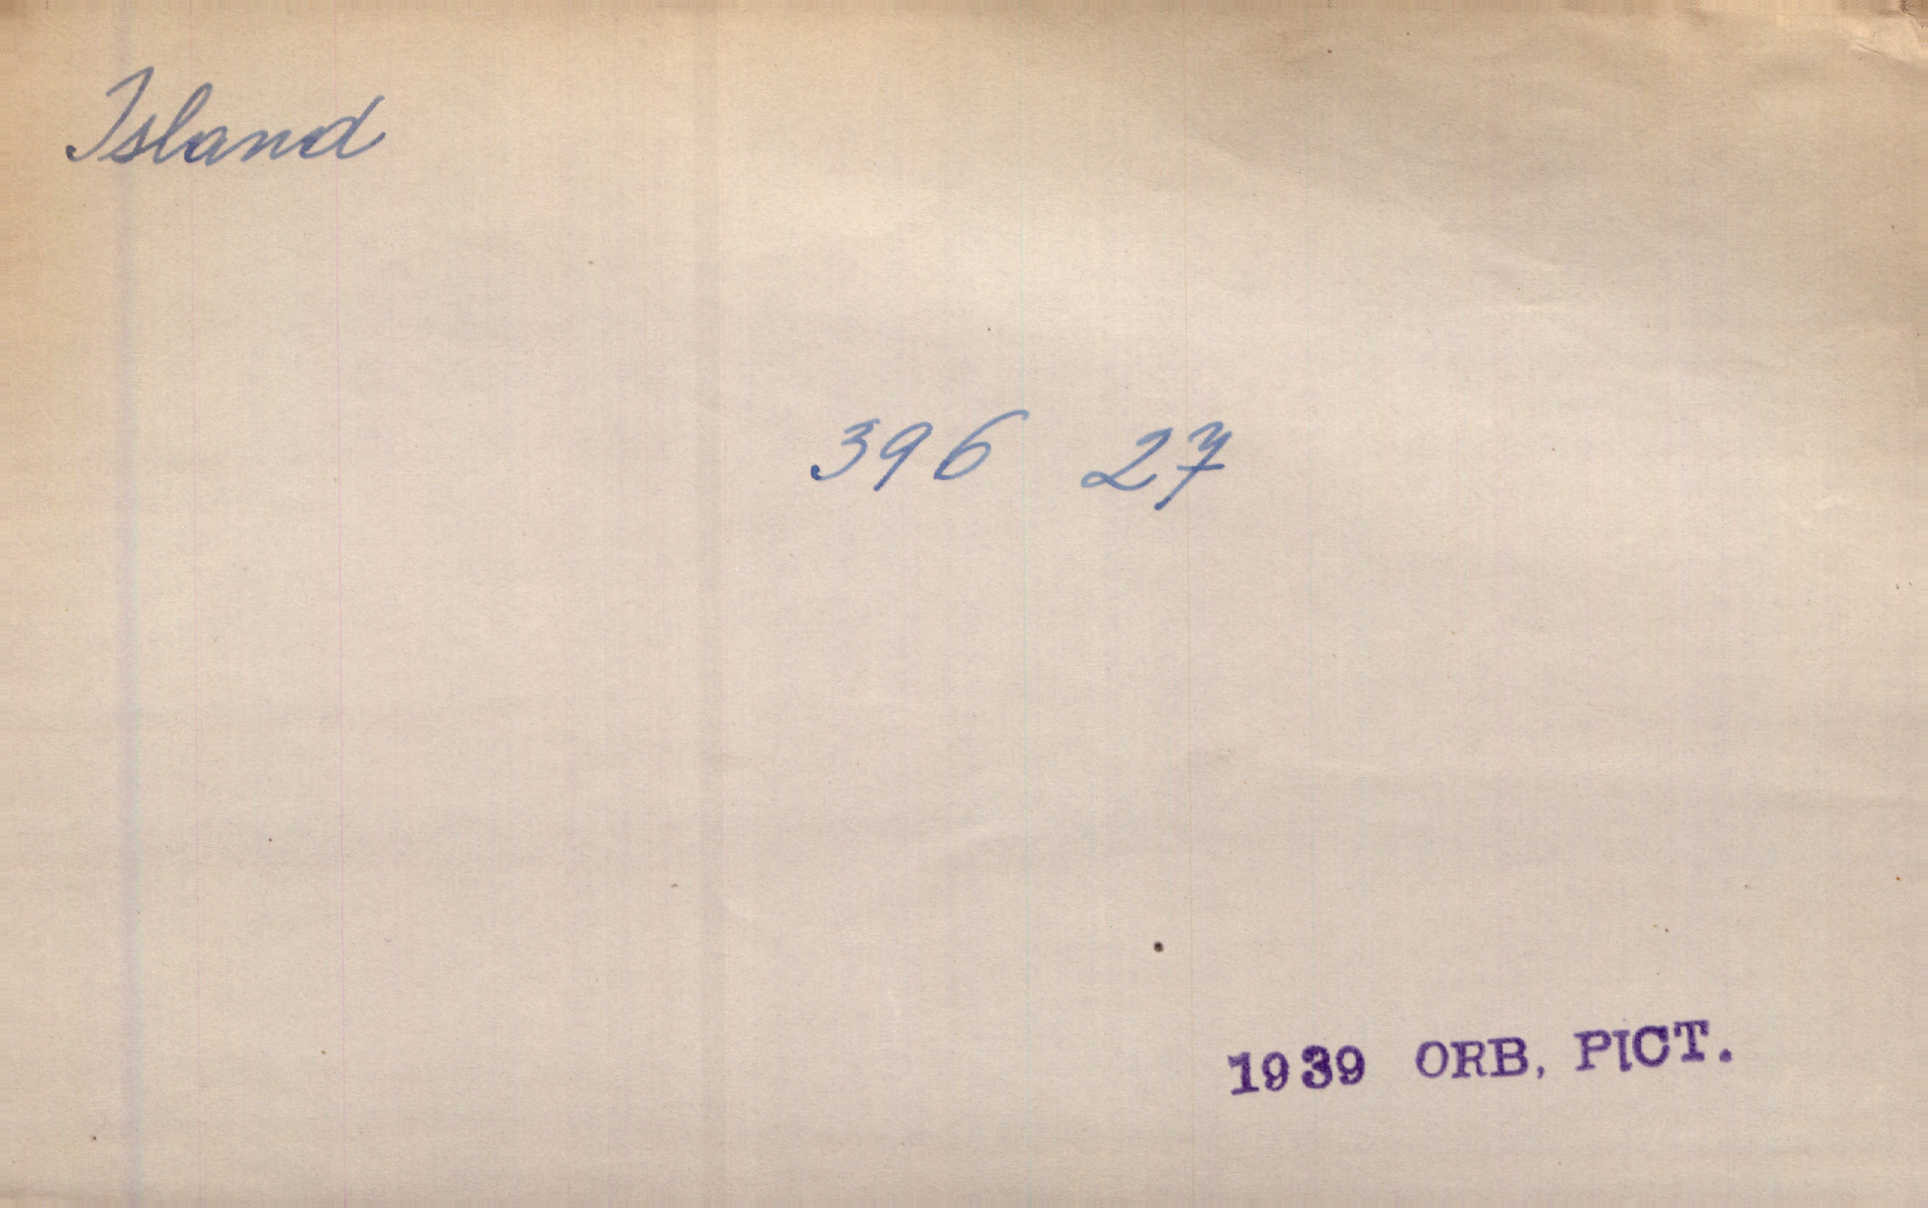 Island
396 27
1939 ORB, PICT.